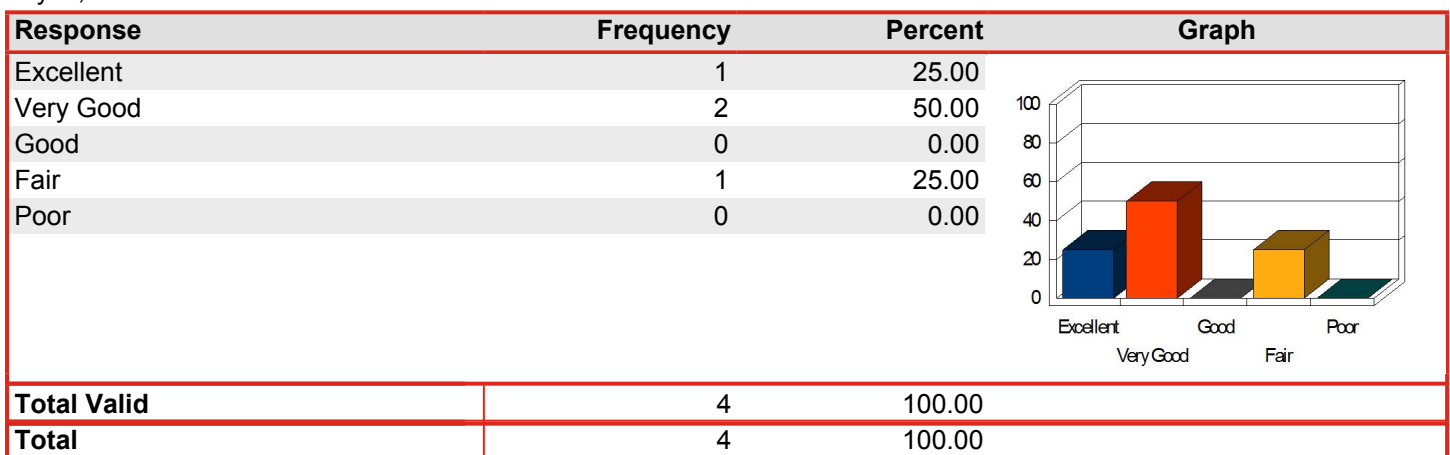 Response Frequency Percent Graph
Excellent 1 25.00
Very Good 2 50.00
Good 0 0.00
Fair 1 25.00
Poor 0 0.00
100
80
60
40
20
0
Excellent Good Poor
Very Good Fair
Total Valid 4 100.00
Total 4 100.00